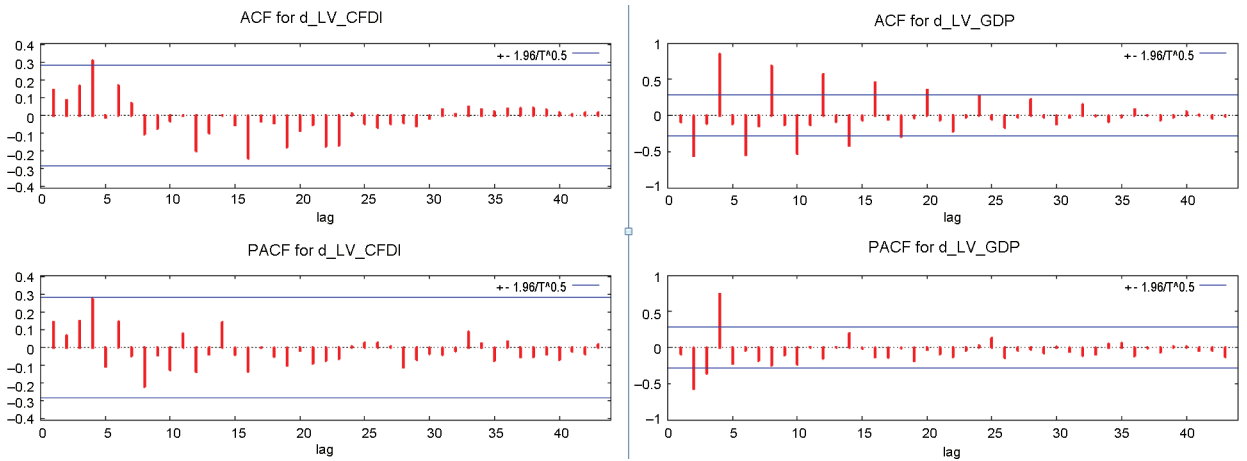 ACF for d_LV_CFDI
+- 1.96/T^0.5
0.4
0.3
0.2
0.1
0
–0.1
–0.2
–0.3
–0.4
0 5 10 15 20 25 30 35 40
lag
PACF for d_LV_CFDI
+- 1.96/T^0.5
0.4
0.3
0.2
0.1
0
–0.1
–0.2
–0.3
–0.4
0 5 10 15 20 25 30 35 40
lag
ACF for d_LV_GDP
+- 1.96/T^0.5
1
0.5
0
–0.5
–1
0 5 10 15 20 25 30 35 40
lag
PACF for d_LV_GDP
+- 1.96/T^0.5
1
0.5
0
–0.5
–1
0 5 10 15 20 25 30 35 40
lag